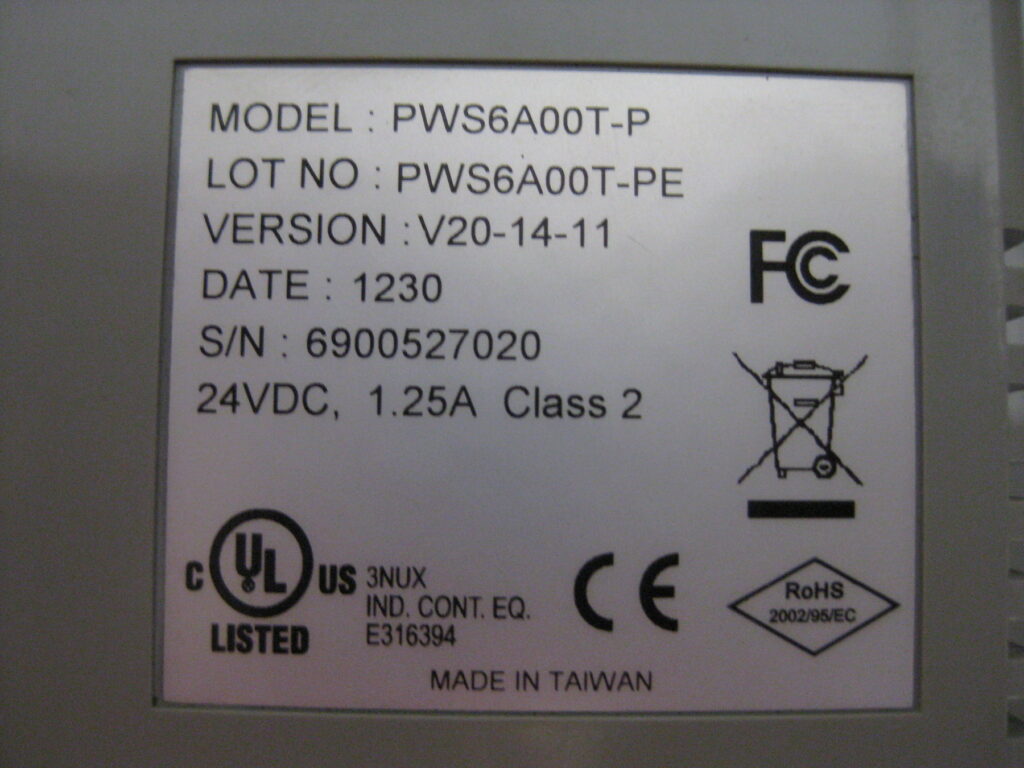 MODEL : PWS6A00T-P
LOT NO : PWS6A00T-PE
VERSION : V20-14-11
DATE : 1230
S/N : 6900527020
24VDC, 1.25A Class 2
FC
C UL US
LISTED
3NUX
IND. CONT. EQ.
E316394
CE
RoHS
2002/95/EC
MADE IN TAIWAN